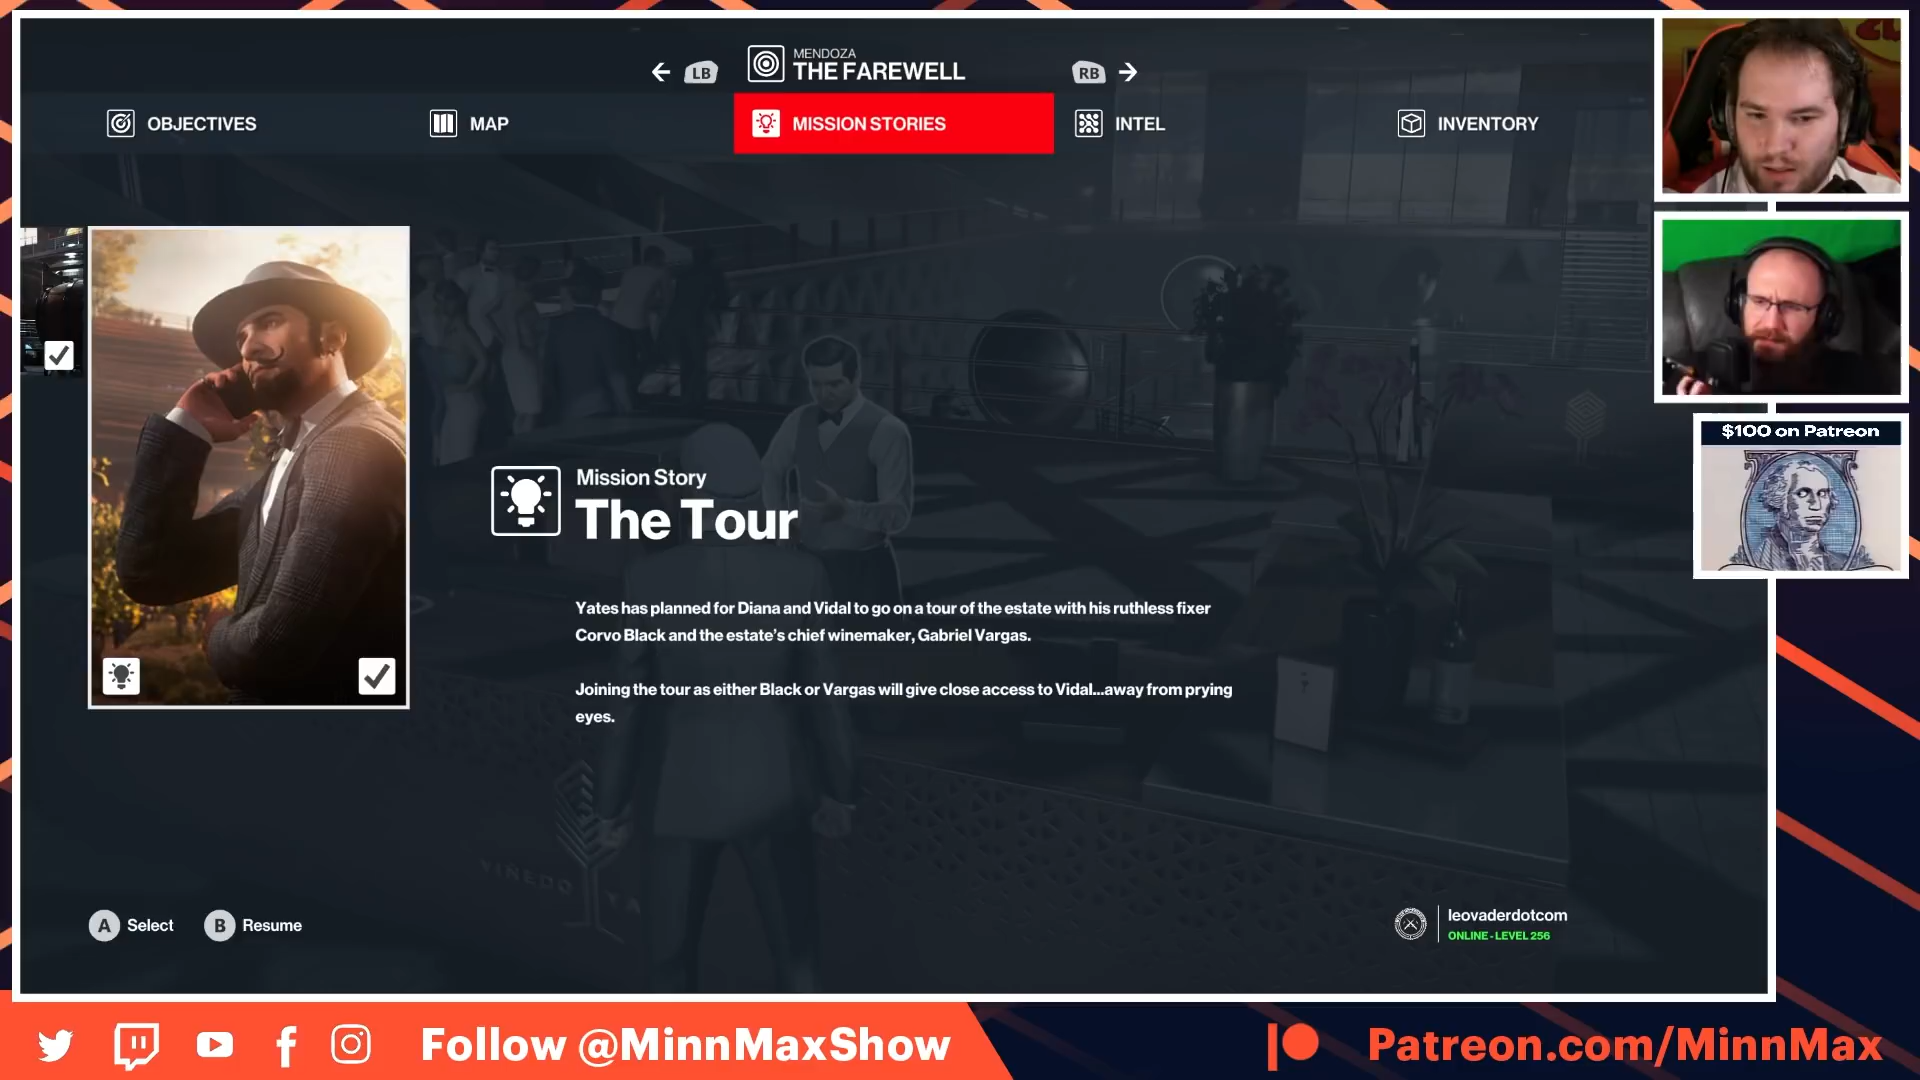 LB
MENDOZA
THE FAREWELL
RB
OBJECTIVES
MAP
MISSION STORIES
INTEL
INVENTORY
$100 on Patreon
Mission Story
The Tour
Yates has planned for Diana and Vidal to go on a tour of the estate with his ruthless fixer
Corvo Black and the estate's chief winemaker, Gabriel Vargas.
Joining the tour as either Black or Vargas will give close access to Vidal...away from prying
eyes.
VIÑEDO YA
A Select
B Resume
leovaderdotcom
ONLINE - LEVEL 256
Follow @MinnMaxShow
Patreon.com/MinnMax